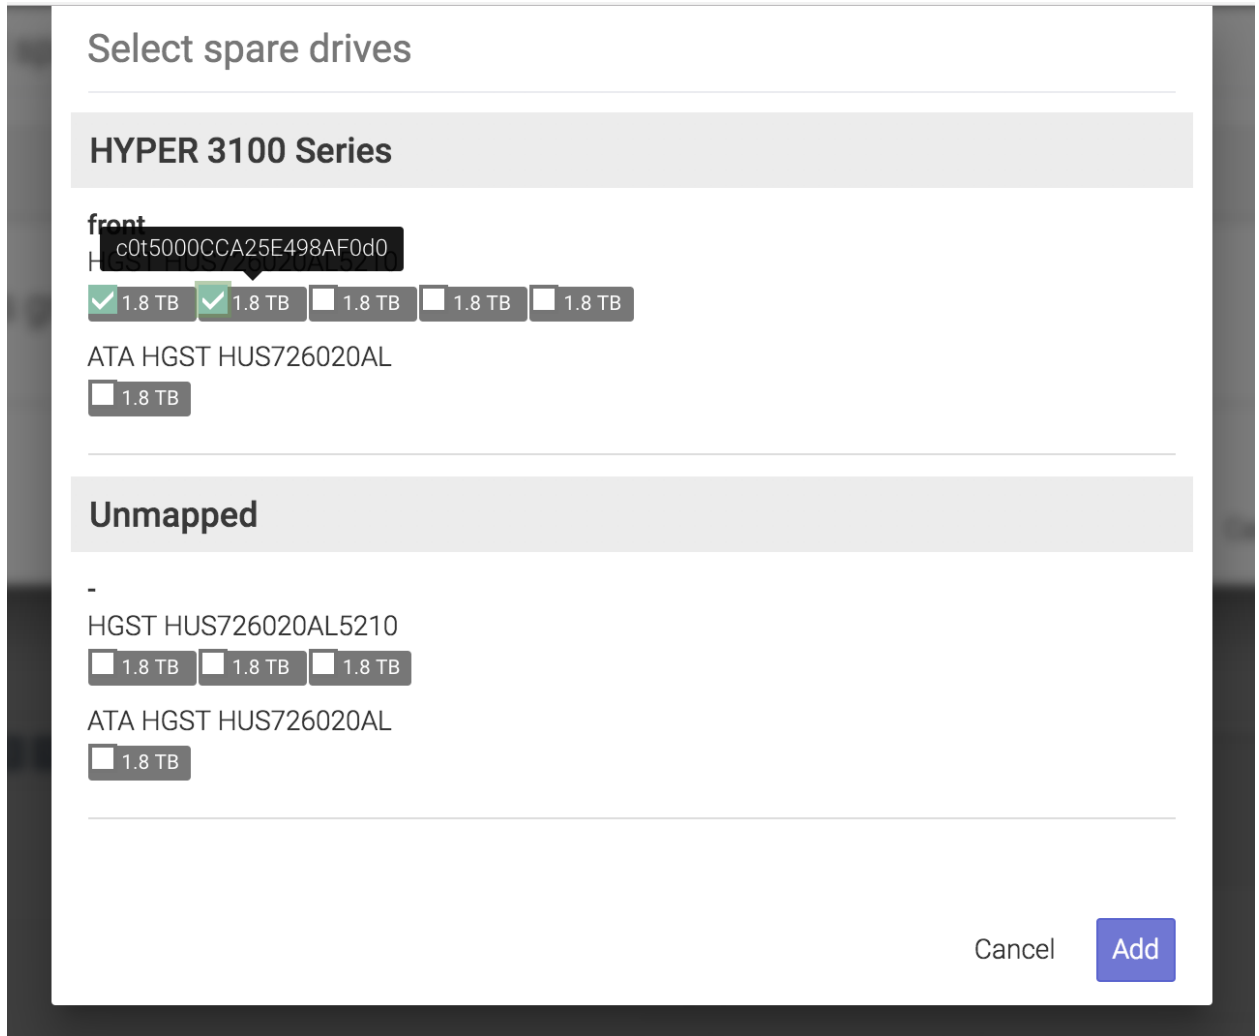 Select spare drives
HYPER 3100 Series
front
c0t5000CCA25E498AF0d0
HGST HUS726020AL5210
1.8 TB 1.8 TB 1.8 TB 1.8 TB 1.8 TB
ATA HGST HUS726020AL
1.8 TB
Unmapped
-
HGST HUS726020AL5210
1.8 TB 1.8 TB 1.8 TB
ATA HGST HUS726020AL
1.8 TB
Cancel Add